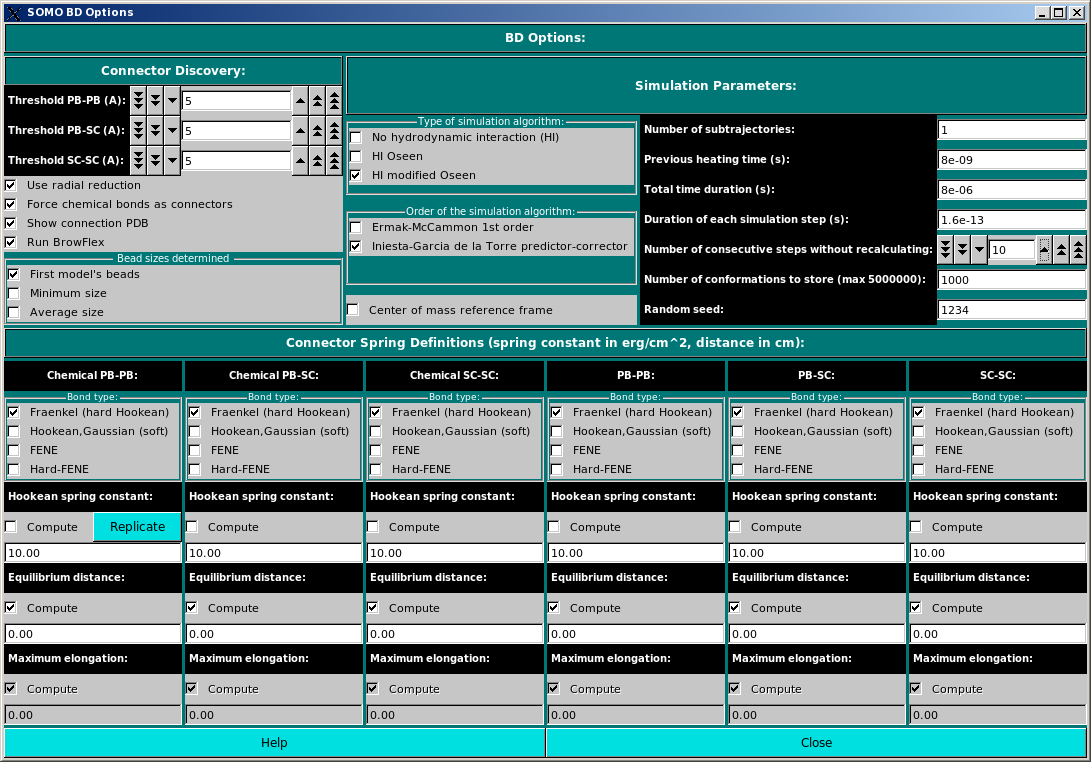 SOMO BD Options
BD Options:
Connector Discovery:
Threshold PB-PB (A): 5
Threshold PB-SC (A): 5
Threshold SC-SC (A): 5
Use radial reduction
Force chemical bonds as connectors
Show connection PDB
Run BrowFlex
Bead sizes determined
First model's beads
Minimum size
Average size
Simulation Parameters:
Type of simulation algorithm:
No hydrodynamic interaction (HI)
HI Oseen
HI modified Oseen
Order of the simulation algorithm:
Ermak-McCammon 1st order
Iniesta-Garcia de la Torre predictor-corrector
Center of mass reference frame
Number of subtrajectories: 1
Previous heating time (s): 8e-09
Total time duration (s): 8e-06
Duration of each simulation step (s): 1.6e-13
Number of consecutive steps without recalculating: 10
Number of conformations to store (max 5000000): 1000
Random seed: 1234
Connector Spring Definitions (spring constant in erg/cm^2, distance in cm):
Chemical PB-PB: Chemical PB-SC: Chemical SC-SC: PB-PB: PB-SC: SC-SC:
Bond type: Bond type: Bond type: Bond type: Bond type: Bond type:
Fraenkel (hard Hookean) Fraenkel (hard Hookean) Fraenkel (hard Hookean) Fraenkel (hard Hookean) Fraenkel (hard Hookean) Fraenkel (hard Hookean)
Hookean,Gaussian (soft) Hookean,Gaussian (soft) Hookean,Gaussian (soft) Hookean,Gaussian (soft) Hookean,Gaussian (soft) Hookean,Gaussian (soft)
FENE FENE FENE FENE FENE FENE
Hard-FENE Hard-FENE Hard-FENE Hard-FENE Hard-FENE Hard-FENE
Hookean spring constant: Hookean spring constant: Hookean spring constant: Hookean spring constant: Hookean spring constant: Hookean spring constant:
Compute Replicate Compute Compute Compute Compute Compute
10.00 10.00 10.00 10.00 10.00 10.00
Equilibrium distance: Equilibrium distance: Equilibrium distance: Equilibrium distance: Equilibrium distance: Equilibrium distance:
Compute Compute Compute Compute Compute Compute
0.00 0.00 0.00 0.00 0.00 0.00
Maximum elongation: Maximum elongation: Maximum elongation: Maximum elongation: Maximum elongation: Maximum elongation:
Compute Compute Compute Compute Compute Compute
0.00 0.00 0.00 0.00 0.00 0.00
Help Close